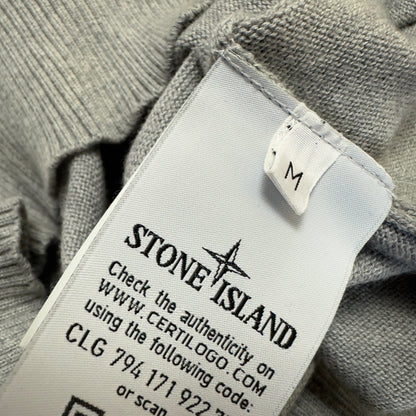 M
STONE ISLAND
Check the authenticity on
WWW.CERTILOGO.COM
using the following code:
CLG 794 171 922 7
or scan